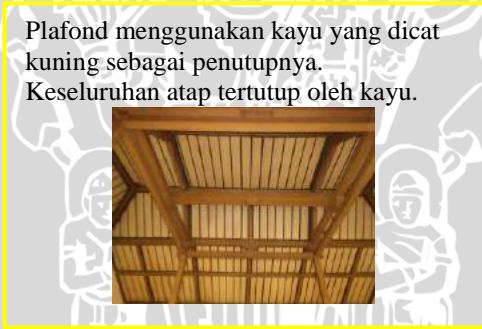 Plafond menggunakan kayu yang dicat
kuning sebagai penutupnya.
Keseluruhan atap tertutup oleh kayu.